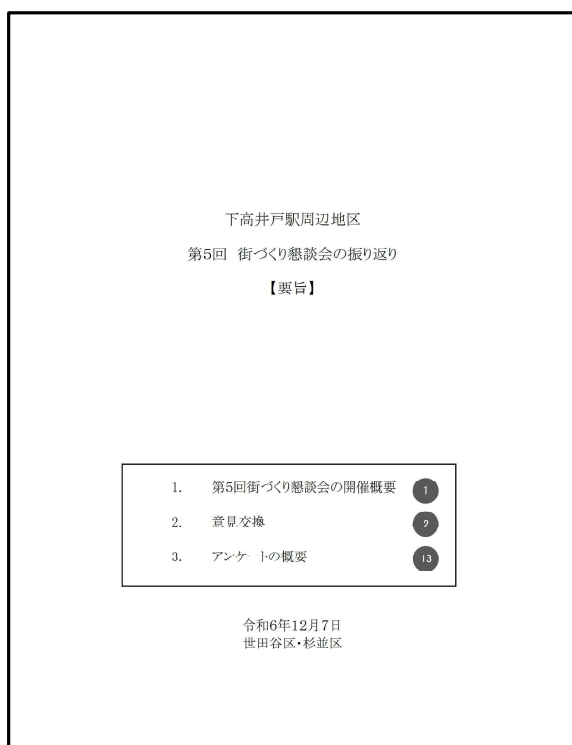 下高井戸駅周辺地区
第5回 街づくり懇談会の振り返り
【要旨】
1. 第5回街づくり懇談会の開催概要 1
2. 意見交換 2
3. アンケートの概要 13
令和6年12月7日
世田谷区・杉並区